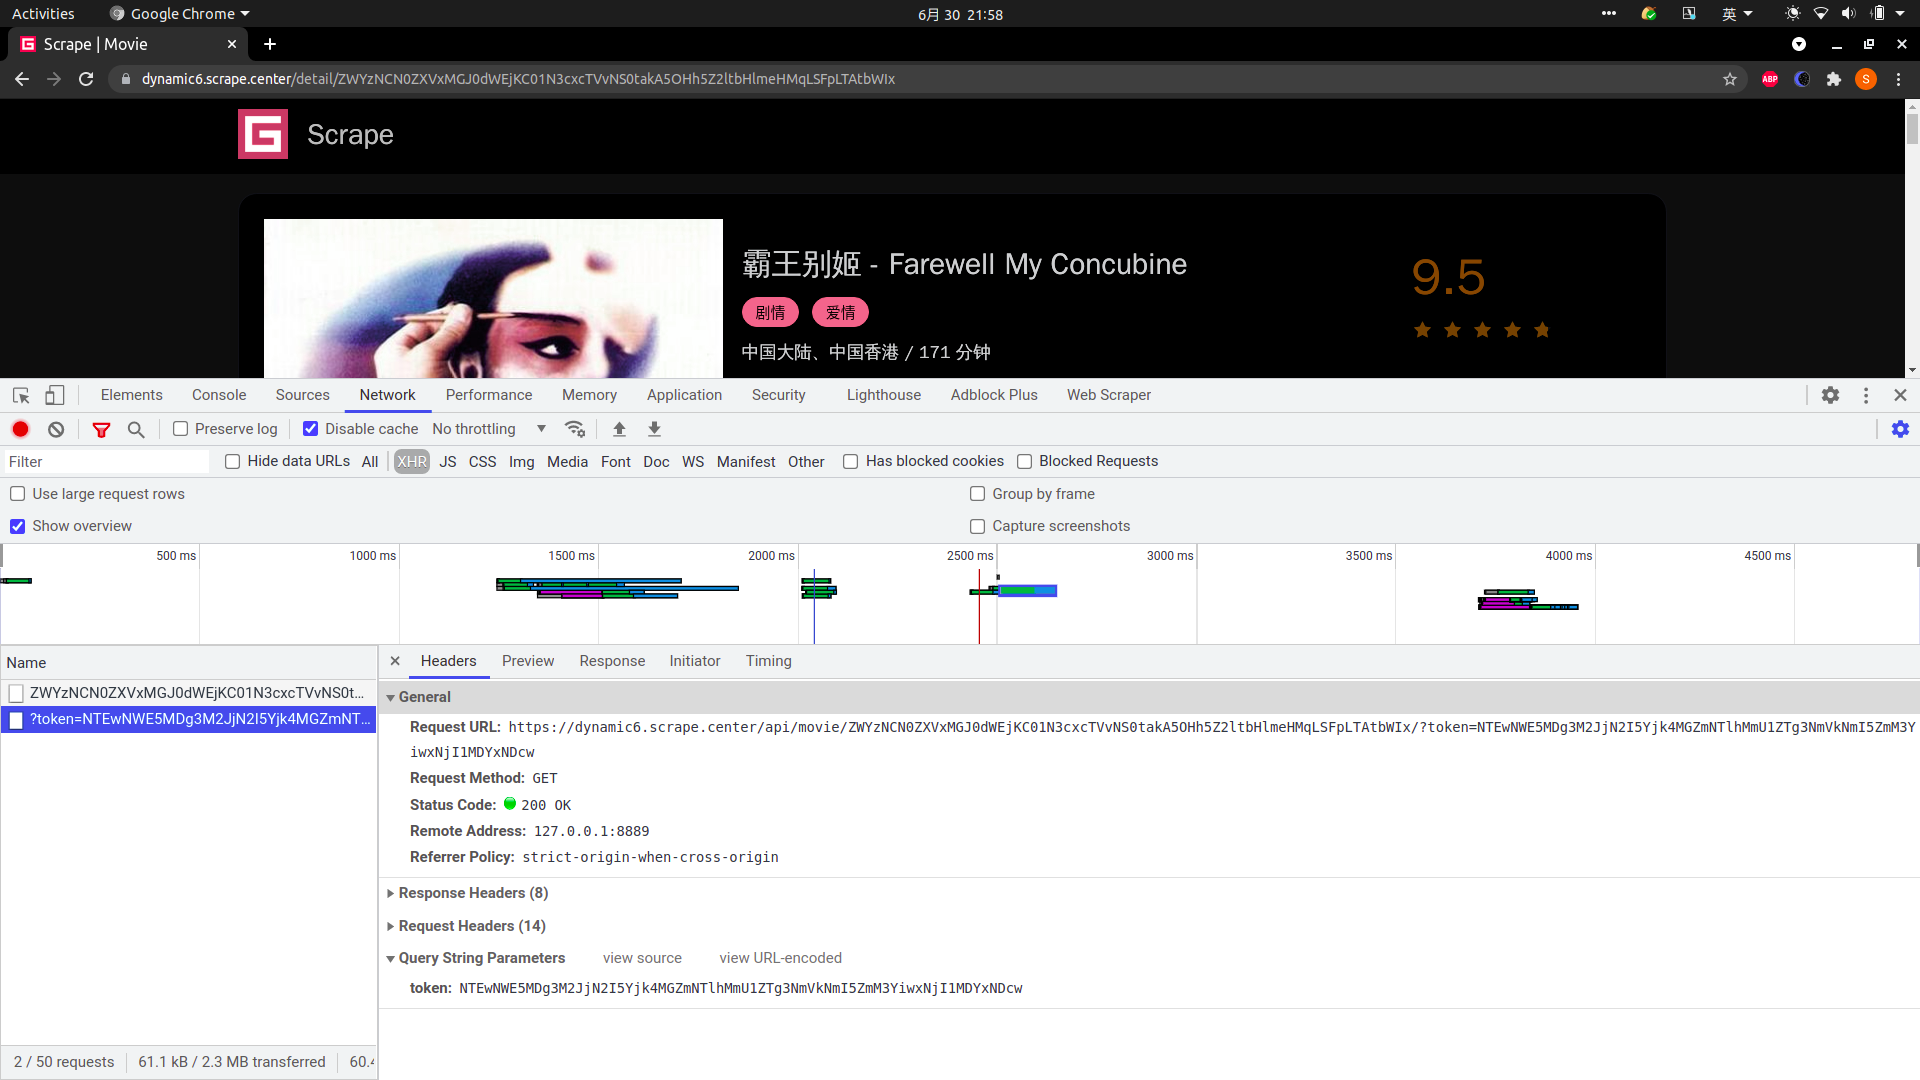 Activities
Google Chrome
6月 30 21:58
英
Scrape | Movie
dynamic6.scrape.center/detail/ZWYzNCN0ZXVxMGJ0dWEjKC01N3cxcTVvNS0takA5OHh5Z2ltbHlmeHMqLSFpLTAtbWIx
ABP
S
Scrape
霸王别姬 - Farewell My Concubine
9.5
剧情 爱情
中国大陆、中国香港 / 171 分钟
Elements Console Sources Network Performance Memory Application Security Lighthouse Adblock Plus Web Scraper
Preserve log Disable cache No throttling
Filter Hide data URLs All XHR JS CSS Img Media Font Doc WS Manifest Other Has blocked cookies Blocked Requests
Use large request rows Group by frame
Show overview Capture screenshots
500 ms 1000 ms 1500 ms 2000 ms 2500 ms 3000 ms 3500 ms 4000 ms 4500 ms
Name
Headers Preview Response Initiator Timing
ZWYzNCN0ZXVxMGJ0dWEjKC01N3cxcTVvNS0t...
?token=NTEwNWE5MDg3M2JjN2I5Yjk4MGZmNT...
General
Request URL: https://dynamic6.scrape.center/api/movie/ZWYzNCN0ZXVxMGJ0dWEjKC01N3cxcTVvNS0takA5OHh5Z2ltbHlmeHMqLSFpLTAtbWIx/?token=NTEwNWE5MDg3M2JjN2I5Yjk4MGZmNTlhMmU1ZTg3NmVkNmI5ZmM3Y
iwxNjI1MDYxNDcw
Request Method: GET
Status Code: 200 OK
Remote Address: 127.0.0.1:8889
Referrer Policy: strict-origin-when-cross-origin
Response Headers (8)
Request Headers (14)
Query String Parameters view source view URL-encoded
token: NTEwNWE5MDg3M2JjN2I5Yjk4MGZmNTlhMmU1ZTg3NmVkNmI5ZmM3YiwxNjI1MDYxNDcw
2 / 50 requests 61.1 kB / 2.3 MB transferred 60.4